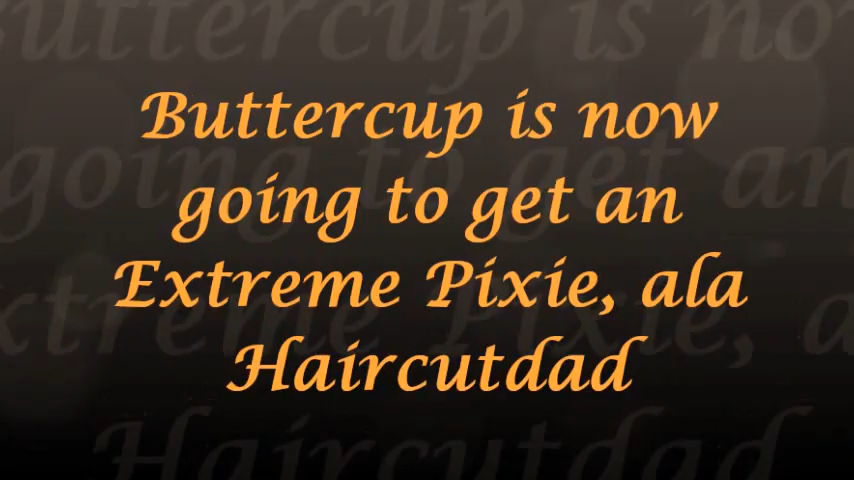 Buttercup is now
going to get an
Extreme Pixie, ala
Haircutdad